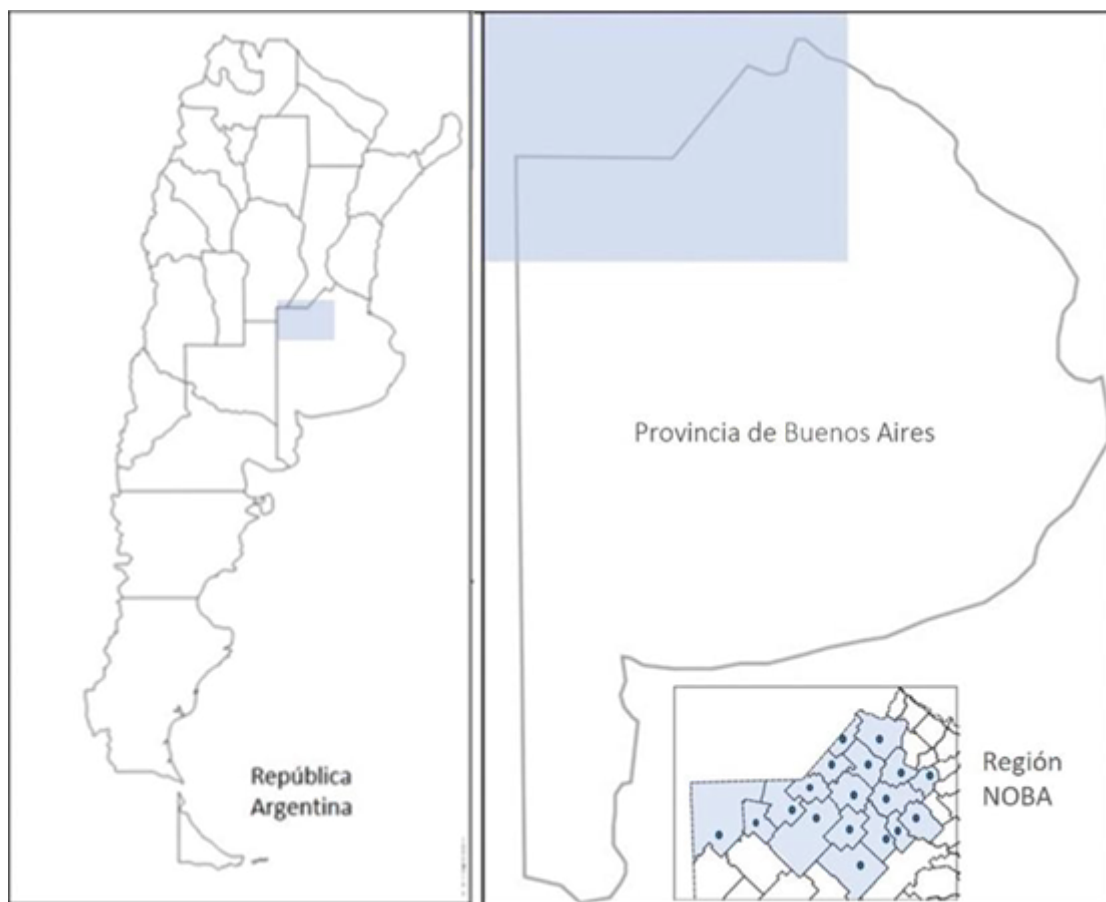 República
Argentina
Provincia de Buenos Aires
Región
NOBA